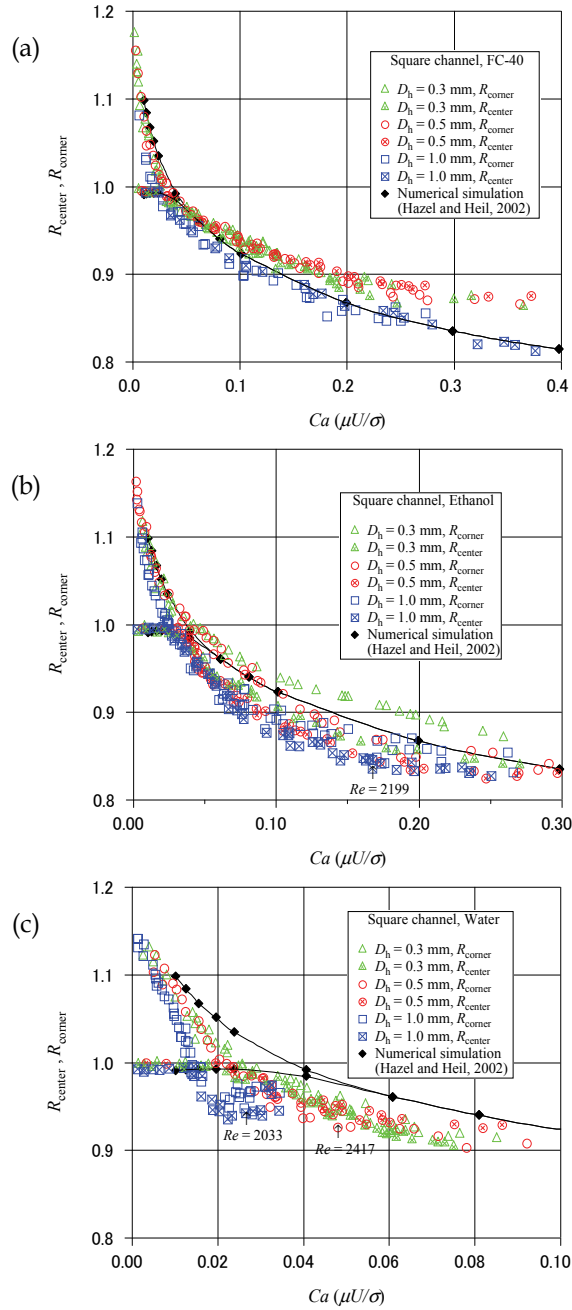 (a)
R_center , R_corner
1.2
1.1
1.0
0.9
0.8
Square channel, FC-40
D_h = 0.3 mm, R_corner
D_h = 0.3 mm, R_center
D_h = 0.5 mm, R_corner
D_h = 0.5 mm, R_center
D_h = 1.0 mm, R_corner
D_h = 1.0 mm, R_center
Numerical simulation
(Hazel and Heil, 2002)
0.0 0.1 0.2 0.3 0.4
Ca (μU/σ)
(b)
R_center , R_corner
1.2
1.1
1.0
0.9
0.8
Square channel, Ethanol
D_h = 0.3 mm, R_corner
D_h = 0.3 mm, R_center
D_h = 0.5 mm, R_corner
D_h = 0.5 mm, R_center
D_h = 1.0 mm, R_corner
D_h = 1.0 mm, R_center
Numerical simulation
(Hazel and Heil, 2002)
Re = 2199
0.00 0.10 0.20 0.30
Ca (μU/σ)
(c)
R_center , R_corner
1.2
1.1
1.0
0.9
0.8
Square channel, Water
D_h = 0.3 mm, R_corner
D_h = 0.3 mm, R_center
D_h = 0.5 mm, R_corner
D_h = 0.5 mm, R_center
D_h = 1.0 mm, R_corner
D_h = 1.0 mm, R_center
Numerical simulation
(Hazel and Heil, 2002)
Re = 2033
Re = 2417
0.00 0.02 0.04 0.06 0.08 0.10
Ca (μU/σ)